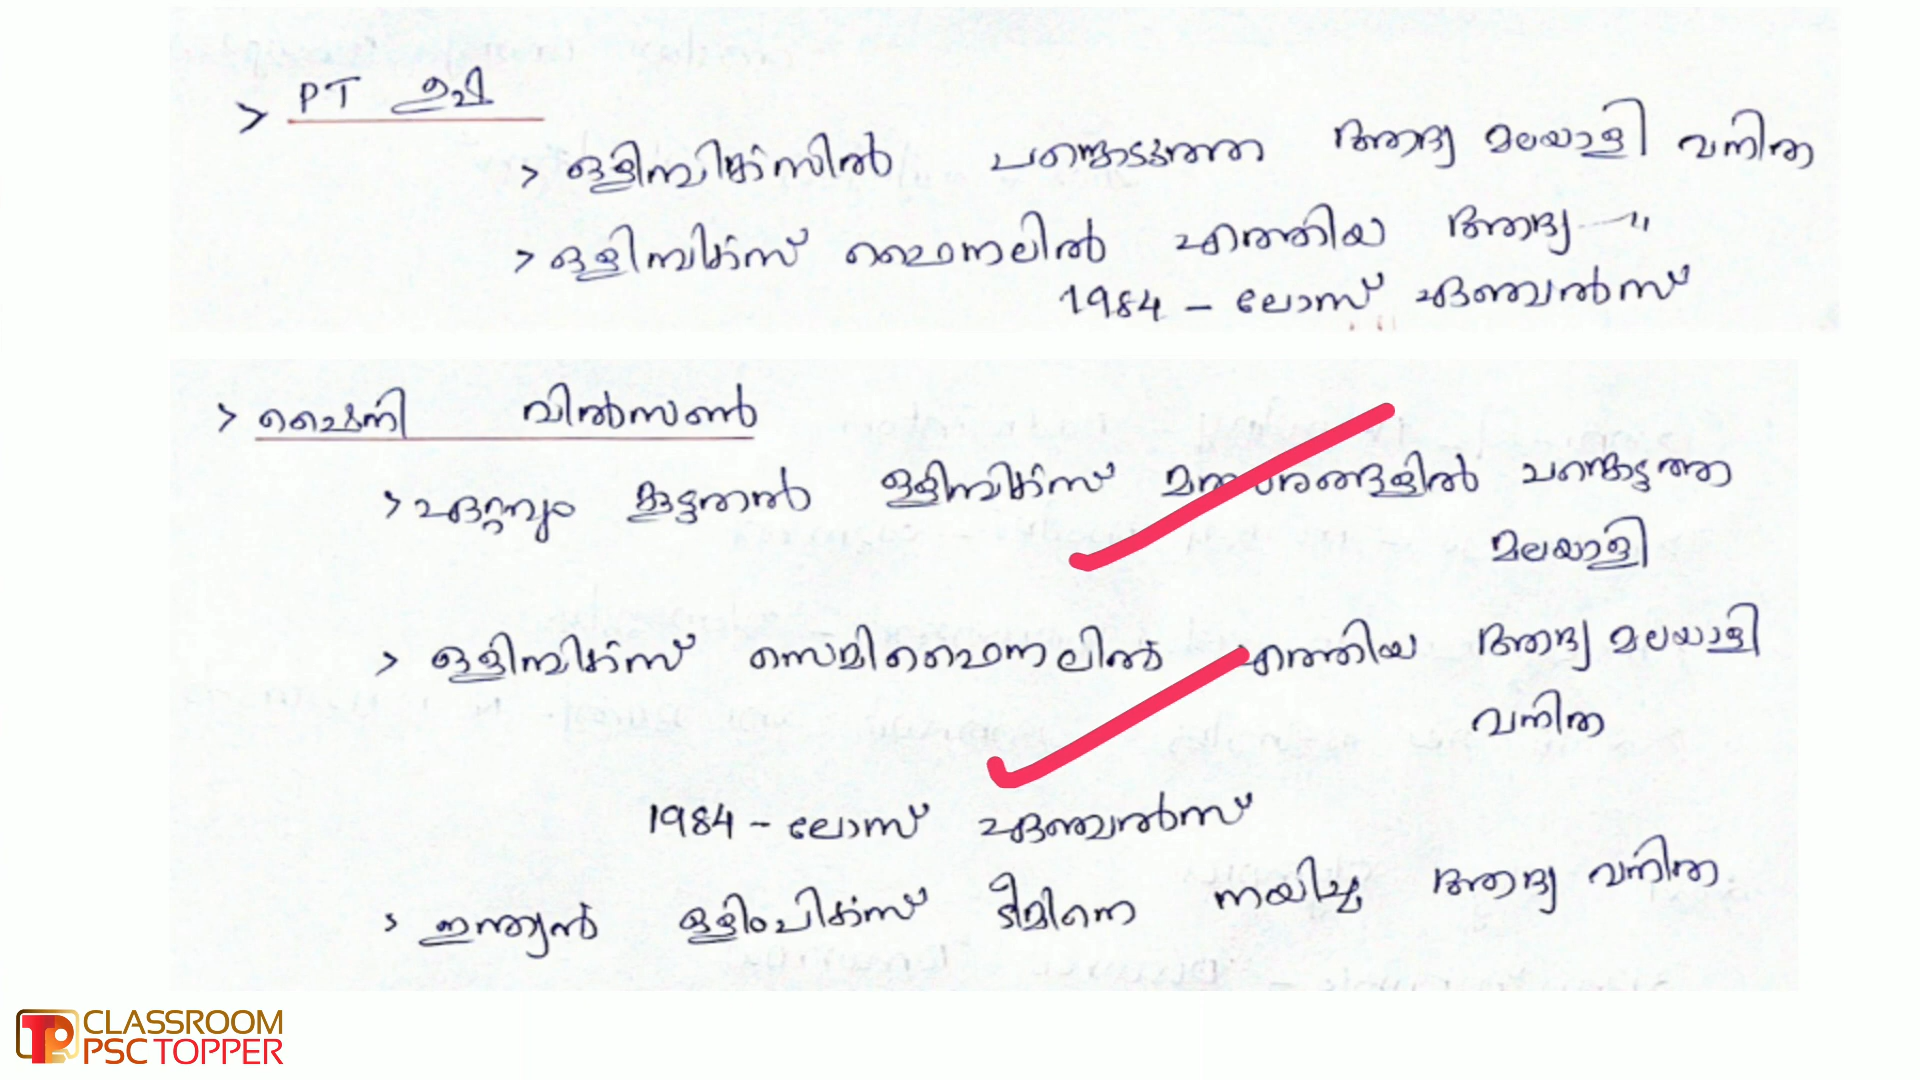 > PT ഉഷ
> ഒളിമ്പിക്സിൽ പങ്കെടുത്ത ആദ്യ മലയാളി വനിത
> ഒളിമ്പിക്സ് ഫൈനലിൽ എത്തിയ ആദ്യ — "
1984 - ലോസ് ഏഞ്ചൽസ്
> ഷൈനി വിൽസൺ
> ഏറ്റവും കൂടുതൽ ഒളിമ്പിക്സ് മത്സരങ്ങളിൽ പങ്കെടുത്ത
മലയാളി
> ഒളിമ്പിക്സ് സെമിഫൈനലിൽ എത്തിയ ആദ്യ മലയാളി
വനിത
1984 - ലോസ് ഏഞ്ചൽസ്
> ഇന്ത്യൻ ഒളിംപിക്സ് ടീമിനെ നയിച്ച ആദ്യ വനിത
CLASSROOM
PSC TOPPER